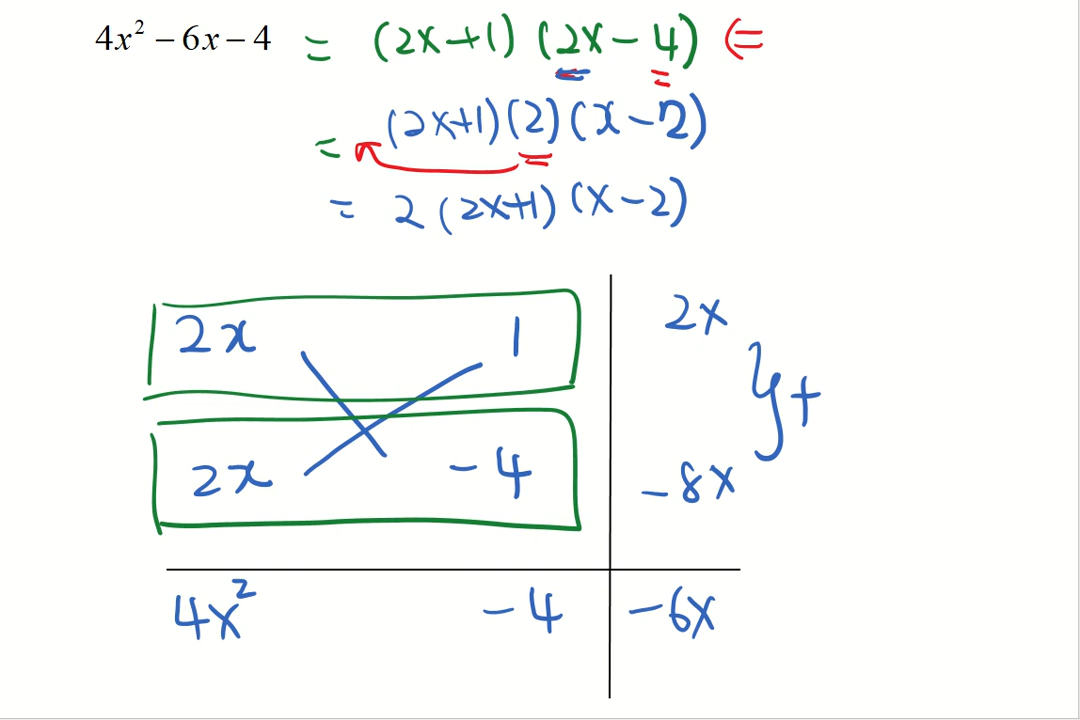 4x² − 6x − 4 = (2x+1) (2x−4) (=
= (2x+1)(2)(x−2)
= 2(2x+1)(x−2)
2x 1 2x
}+
2x −4 −8x
4x² −4 −6x